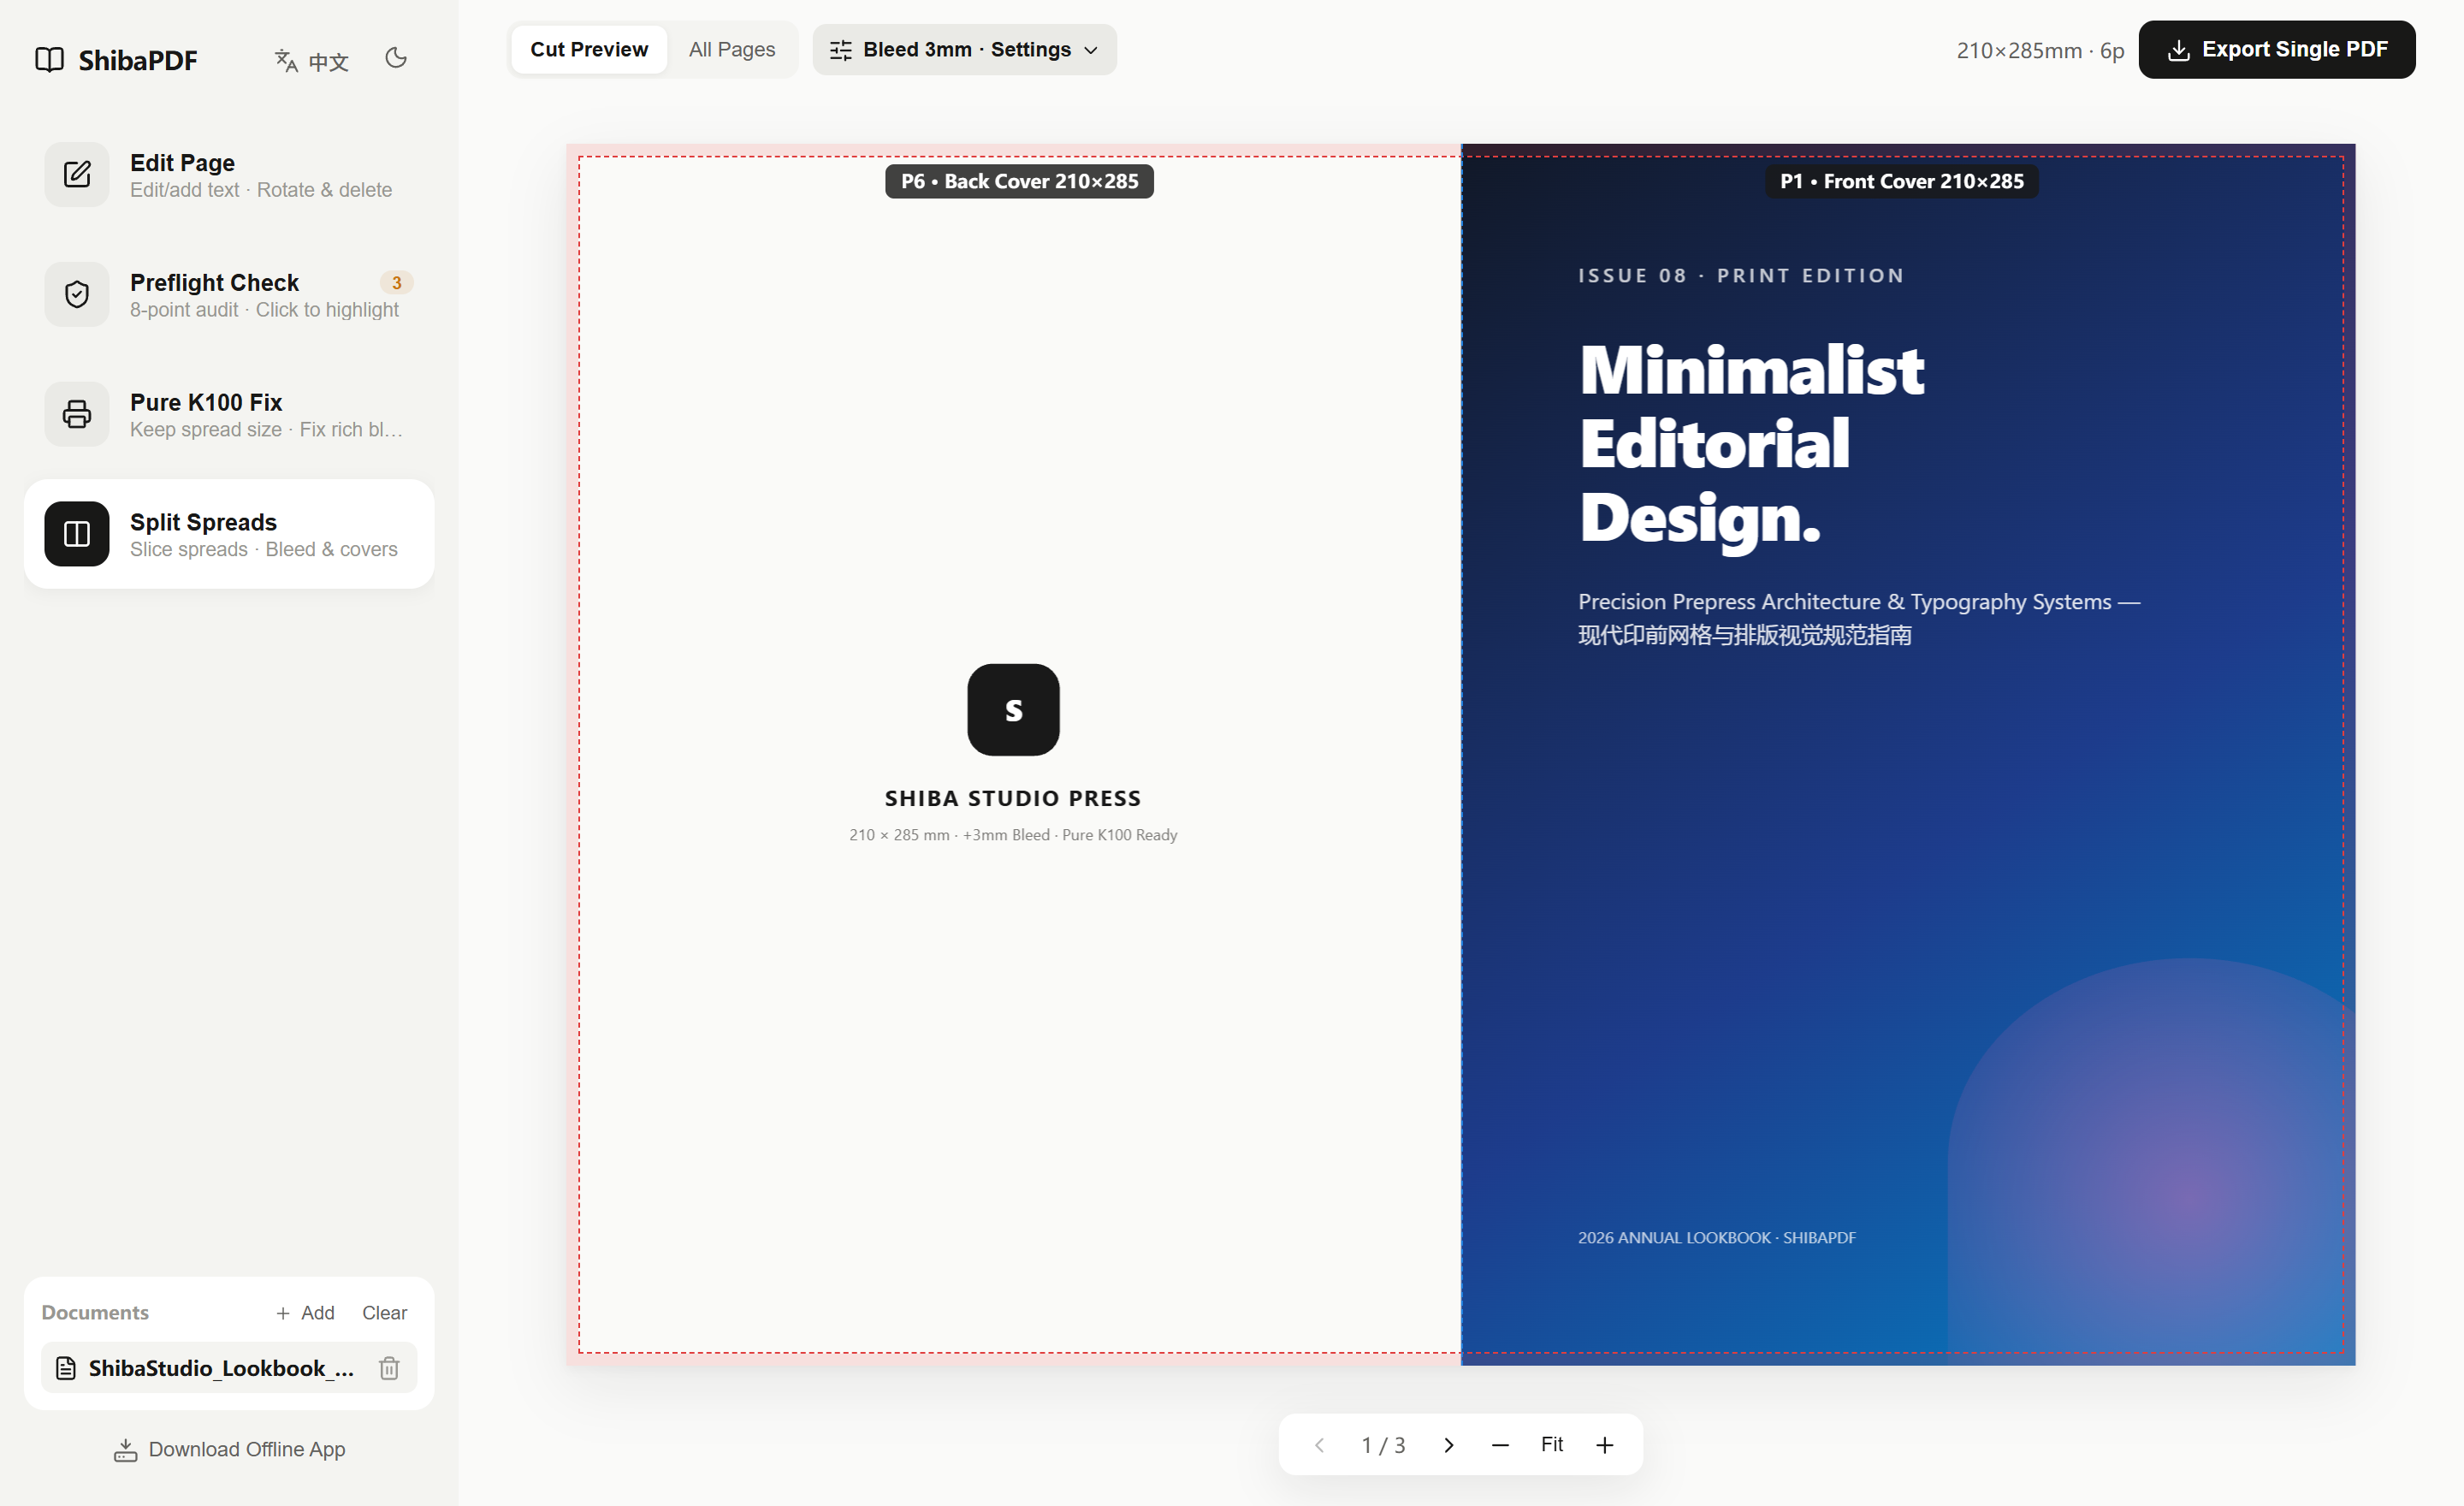 ShibaPDF
中文
Edit Page
Edit/add text · Rotate & delete
Preflight Check
3
8-point audit · Click to highlight
Pure K100 Fix
Keep spread size · Fix rich bl...
Split Spreads
Slice spreads · Bleed & covers
Documents
Add
Clear
ShibaStudio_Lookbook_...
Download Offline App
Cut Preview
All Pages
Bleed 3mm · Settings
210×285mm · 6p
Export Single PDF
P6 • Back Cover 210×285
S
SHIBA STUDIO PRESS
210 × 285 mm · +3mm Bleed · Pure K100 Ready
P1 • Front Cover 210×285
ISSUE 08 · PRINT EDITION
Minimalist
Editorial
Design.
Precision Prepress Architecture & Typography Systems —
现代印前网格与排版视觉规范指南
2026 ANNUAL LOOKBOOK · SHIBAPDF
1 / 3
Fit